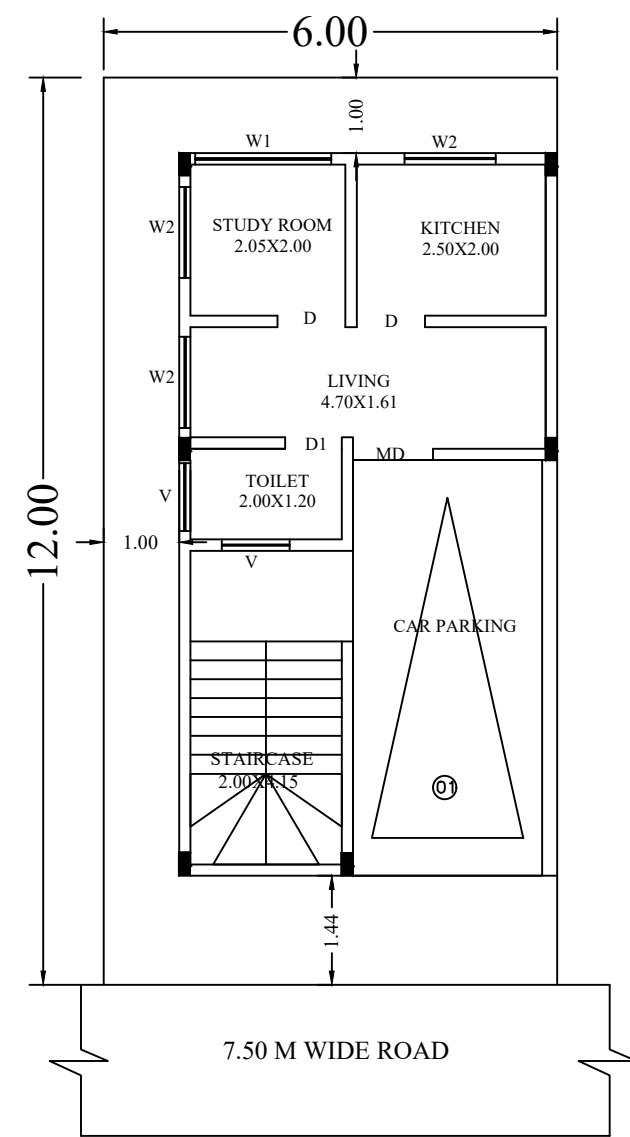 6.00
1.00
W1
W2
W2
STUDY ROOM
2.05X2.00
KITCHEN
2.50X2.00
D
D
W2
LIVING
4.70X1.61
D1
MD
TOILET
2.00X1.20
V
12.00
1.00
V
CAR PARKING
STAIRCASE
2.00X4.15
01
1.44
7.50 M WIDE ROAD